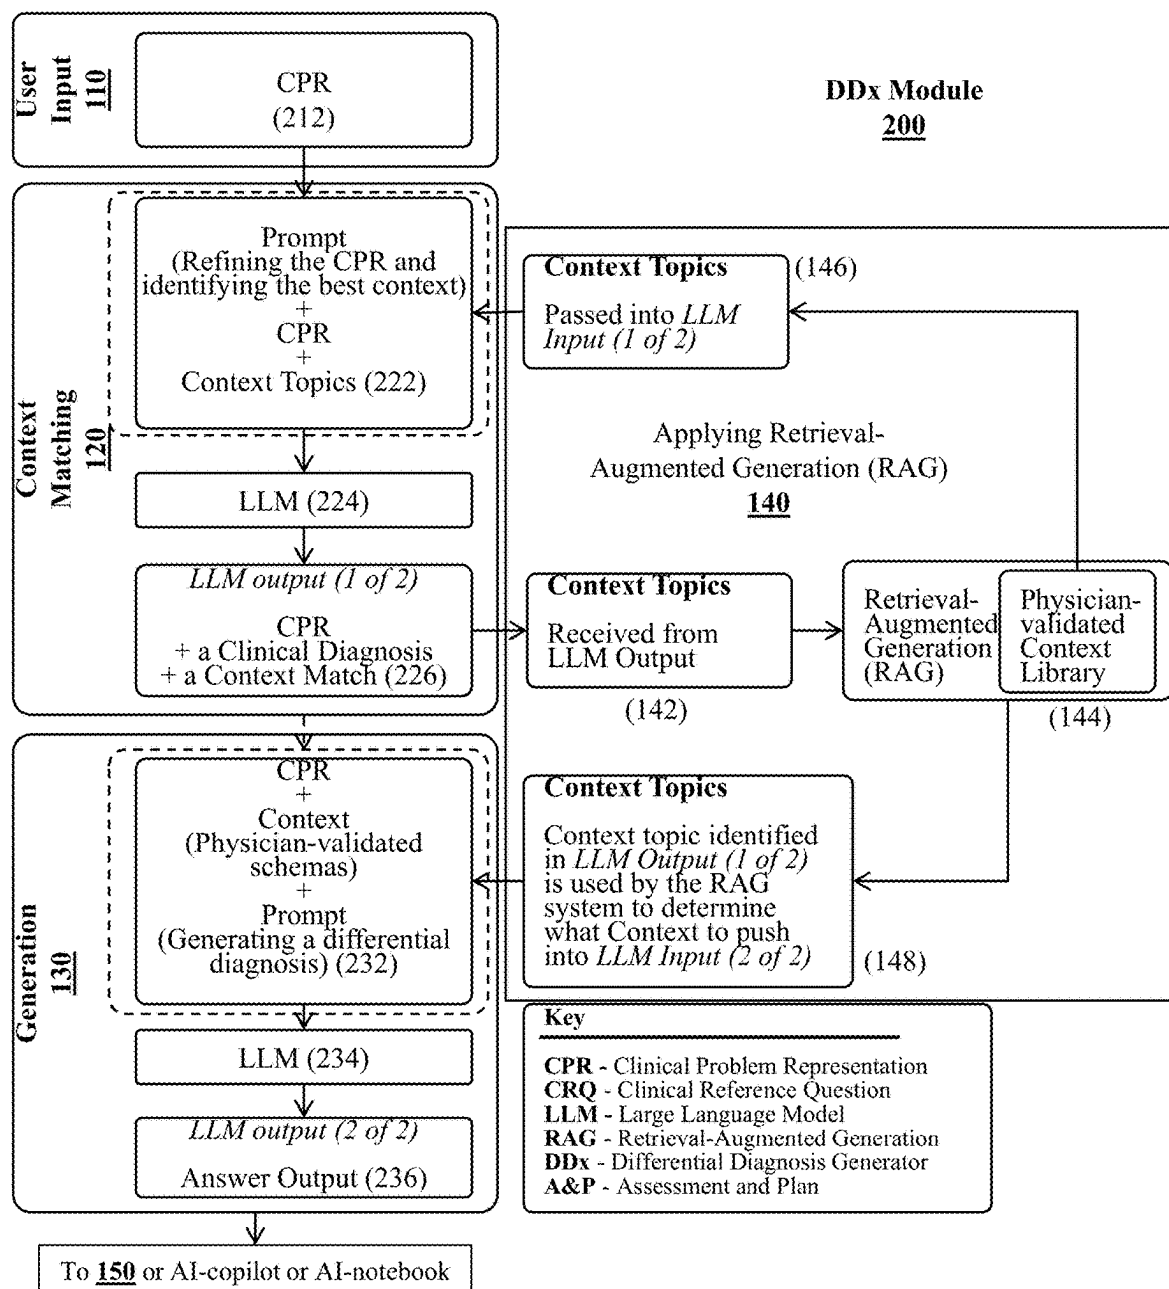 User
Input
110
CPR
(212)
DDx Module
200
Context
Matching
120
Prompt
(Refining the CPR and
identifying the best context)
+
CPR
+
Context Topics (222)
Context Topics
(146)
Passed into LLM
Input (1 of 2)
Applying Retrieval-
Augmented Generation (RAG)
140
LLM (224)
LLM output (1 of 2)
CPR
+ a Clinical Diagnosis
+ a Context Match (226)
Context Topics
Received from
LLM Output
(142)
Retrieval-
Augmented
Generation
(RAG)
Physician-
validated
Context
Library
(144)
Generation
130
CPR
+
Context
(Physician-validated
schemas)
+
Prompt
(Generating a differential
diagnosis) (232)
Context Topics
Context topic identified
in LLM Output (1 of 2)
is used by the RAG
system to determine
what Context to push
into LLM Input (2 of 2)
(148)
LLM (234)
LLM output (2 of 2)
Answer Output (236)
Key
CPR - Clinical Problem Representation
CRQ - Clinical Reference Question
LLM - Large Language Model
RAG - Retrieval-Augmented Generation
DDx - Differential Diagnosis Generator
A&P - Assessment and Plan
To 150 or AI-copilot or AI-notebook